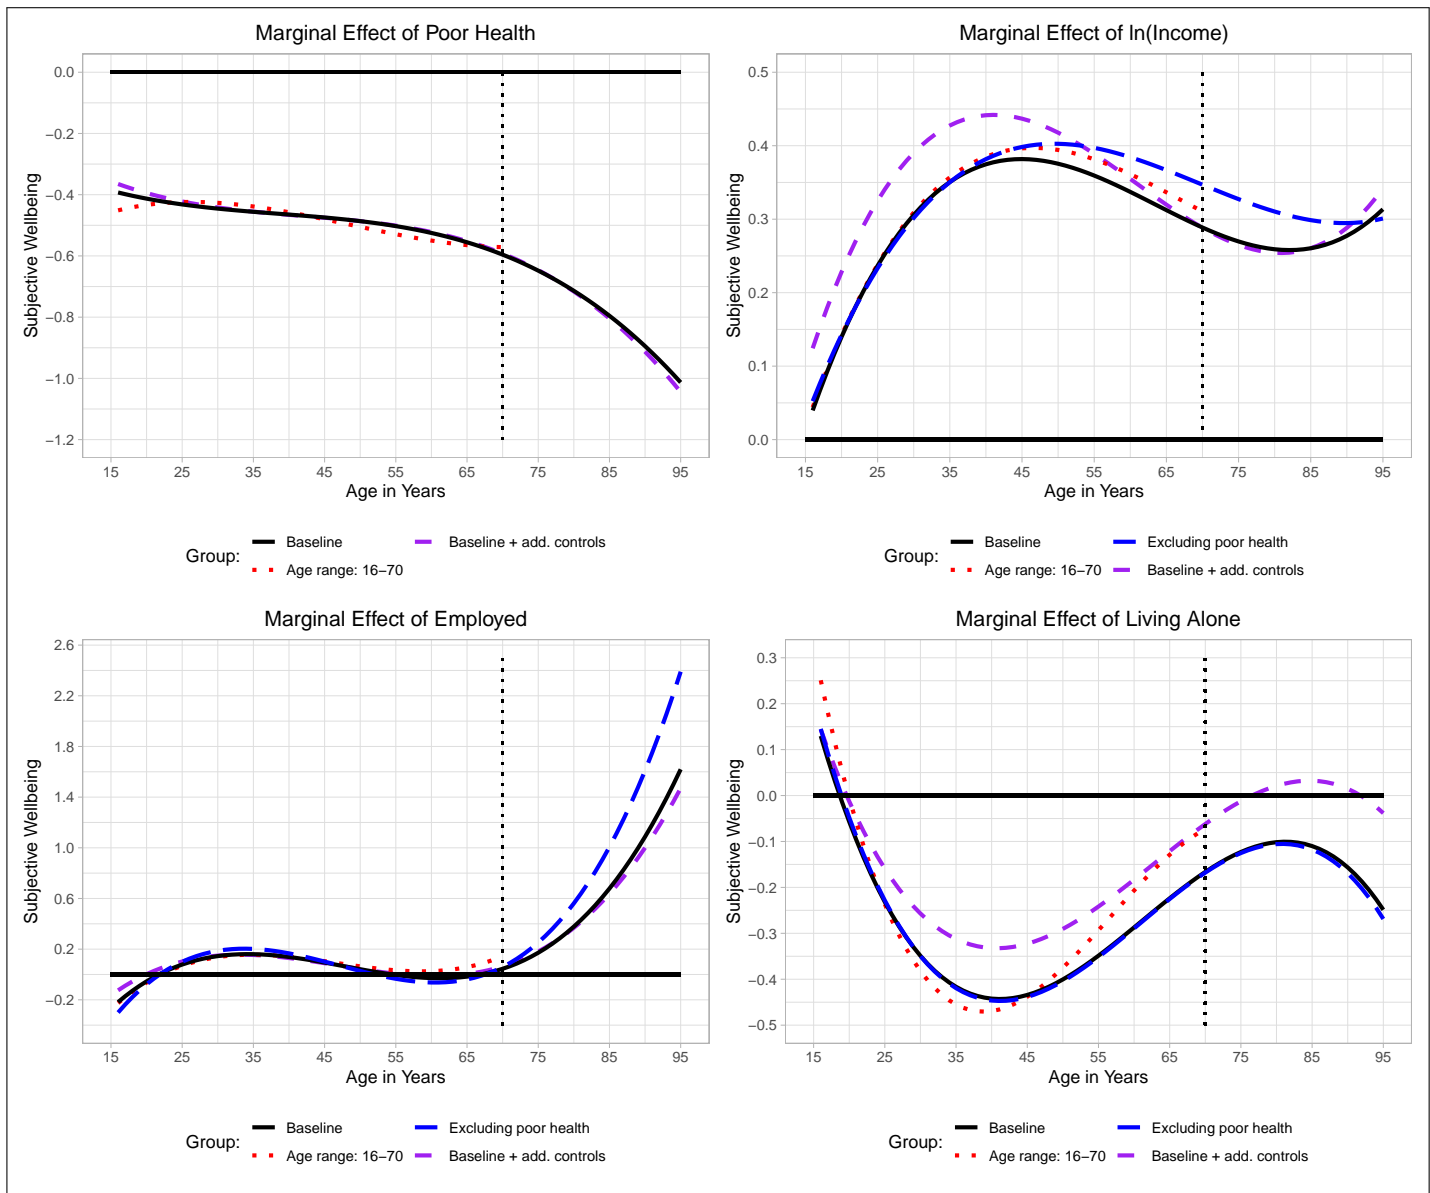 Marginal Effect of Poor Health
0.0
−0.2
−0.4
−0.6
−0.8
−1.0
−1.2
Subjective Wellbeing
15 25 35 45 55 65 75 85 95
Age in Years
Group:
Baseline
Baseline + add. controls
Age range: 16−70
Marginal Effect of ln(Income)
0.5
0.4
0.3
0.2
0.1
0.0
Subjective Wellbeing
15 25 35 45 55 65 75 85 95
Age in Years
Group:
Baseline
Excluding poor health
Age range: 16−70
Baseline + add. controls
Marginal Effect of Employed
2.6
2.2
1.8
1.4
1.0
0.6
0.2
−0.2
Subjective Wellbeing
15 25 35 45 55 65 75 85 95
Age in Years
Group:
Baseline
Excluding poor health
Age range: 16−70
Baseline + add. controls
Marginal Effect of Living Alone
0.3
0.2
0.1
0.0
−0.1
−0.2
−0.3
−0.4
−0.5
Subjective Wellbeing
15 25 35 45 55 65 75 85 95
Age in Years
Group:
Baseline
Excluding poor health
Age range: 16−70
Baseline + add. controls